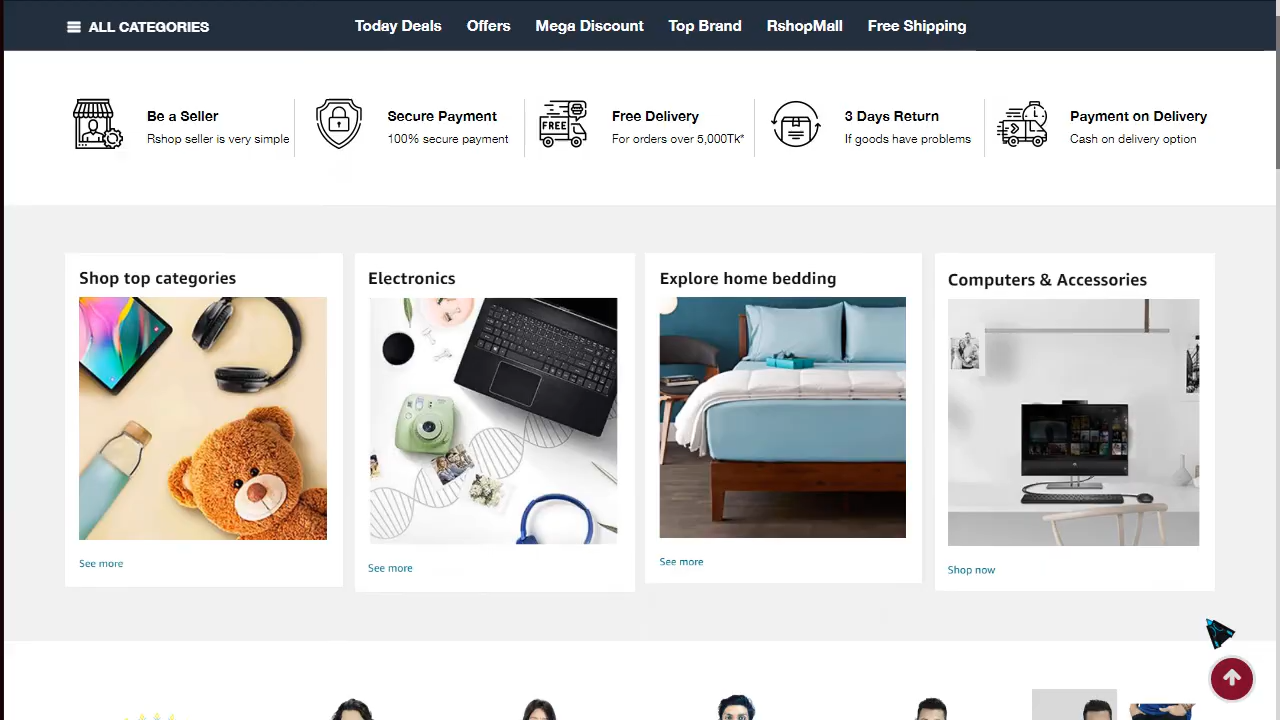 ALL CATEGORIES
Today Deals
Offers
Mega Discount
Top Brand
RshopMall
Free Shipping
Be a Seller
Rshop seller is very simple
Secure Payment
100% secure payment
Free Delivery
For orders over 5,000Tk*
FREE
3 Days Return
If goods have problems
Payment on Delivery
Cash on delivery option
Shop top categories
See more
Electronics
See more
Explore home bedding
See more
Computers & Accessories
Shop now